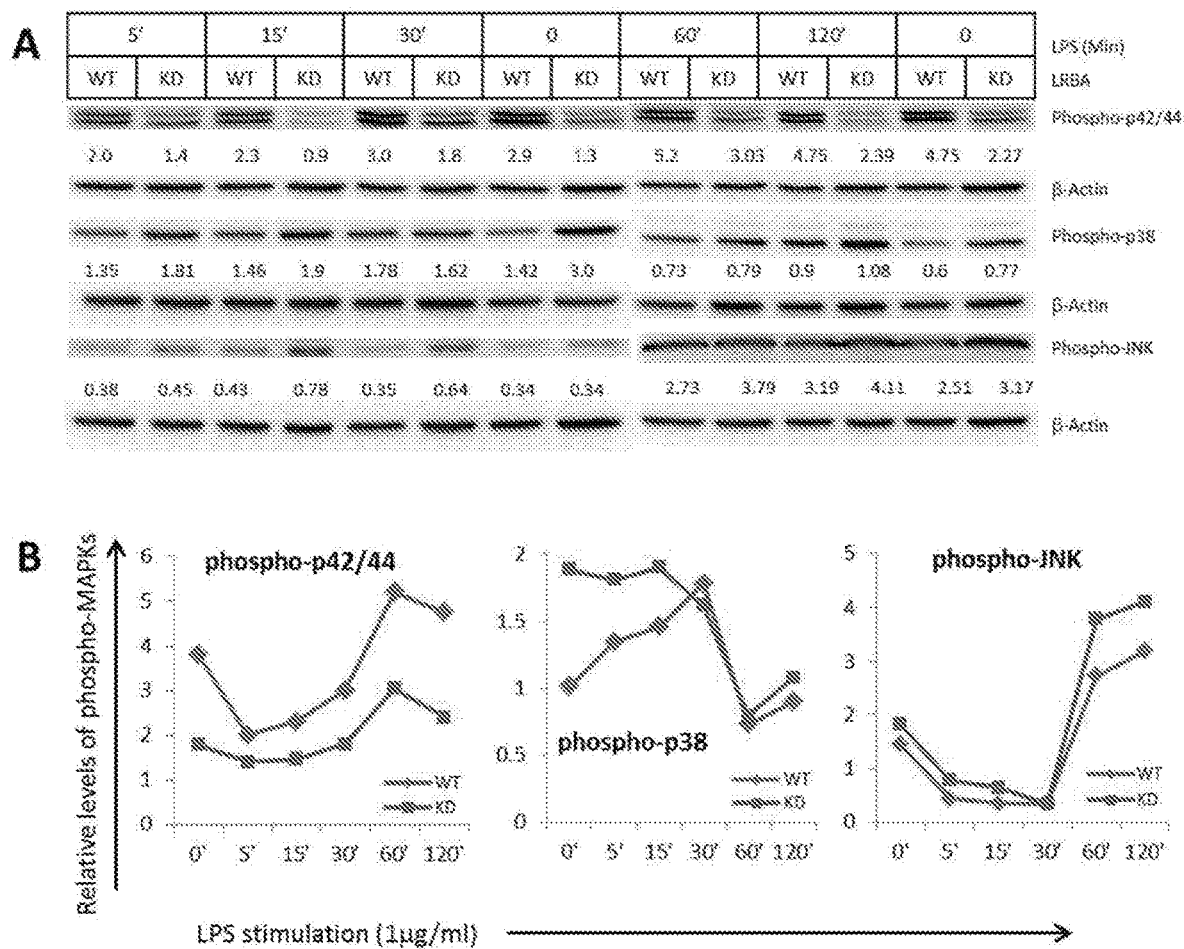 A
5' 15' 30' 0 60' 120' 0 LPS (Min)
WT KD WT KD WT KD WT KD WT KD WT KD WT KD LRBA
Phospho-p42/44
2.0 1.4 2.3 0.9 3.0 1.8 2.9 1.3 5.2 3.03 4.75 2.39 4.75 2.27
β-Actin
Phospho-p38
1.35 1.81 1.46 1.9 1.78 1.62 1.42 3.0 0.73 0.79 0.9 1.08 0.6 0.77
β-Actin
Phospho-JNK
0.38 0.45 0.43 0.78 0.35 0.64 0.34 0.34 2.73 3.79 3.19 4.11 2.51 3.17
β-Actin
B
Relative levels of phospho-MAPKs
phospho-p42/44
6
5
4
3
2
1
0
WT
KD
0' 5' 15' 30' 60' 120'
2
1.5
1
0.5
0
phospho-p38
WT
KD
0' 5' 15' 30' 60' 120'
phospho-JNK
5
4
3
2
1
0
WT
KD
0' 5' 15' 30' 60' 120'
LPS stimulation (1μg/ml)